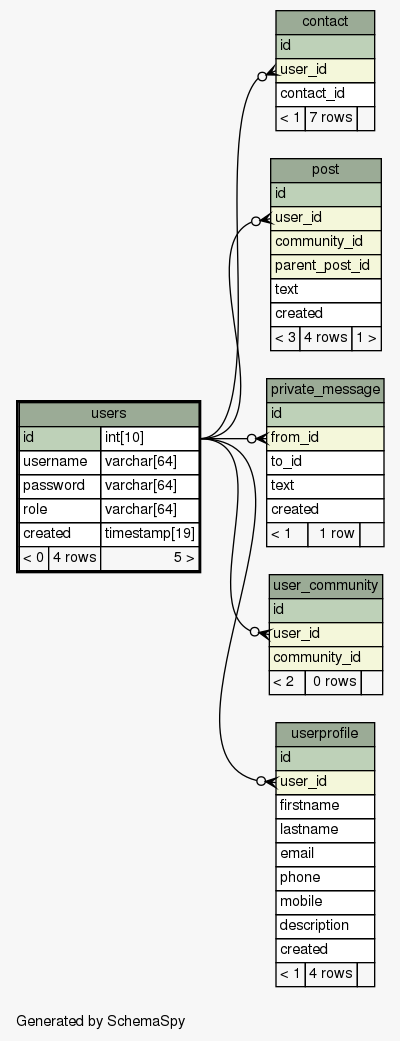 contact
id
user_id
contact_id
< 1 7 rows
post
id
user_id
community_id
parent_post_id
text
created
< 3 4 rows 1 >
users
id int[10]
username varchar[64]
password varchar[64]
role varchar[64]
created timestamp[19]
< 0 4 rows 5 >
private_message
id
from_id
to_id
text
created
< 1 1 row
user_community
id
user_id
community_id
< 2 0 rows
userprofile
id
user_id
firstname
lastname
email
phone
mobile
description
created
< 1 4 rows
Generated by SchemaSpy